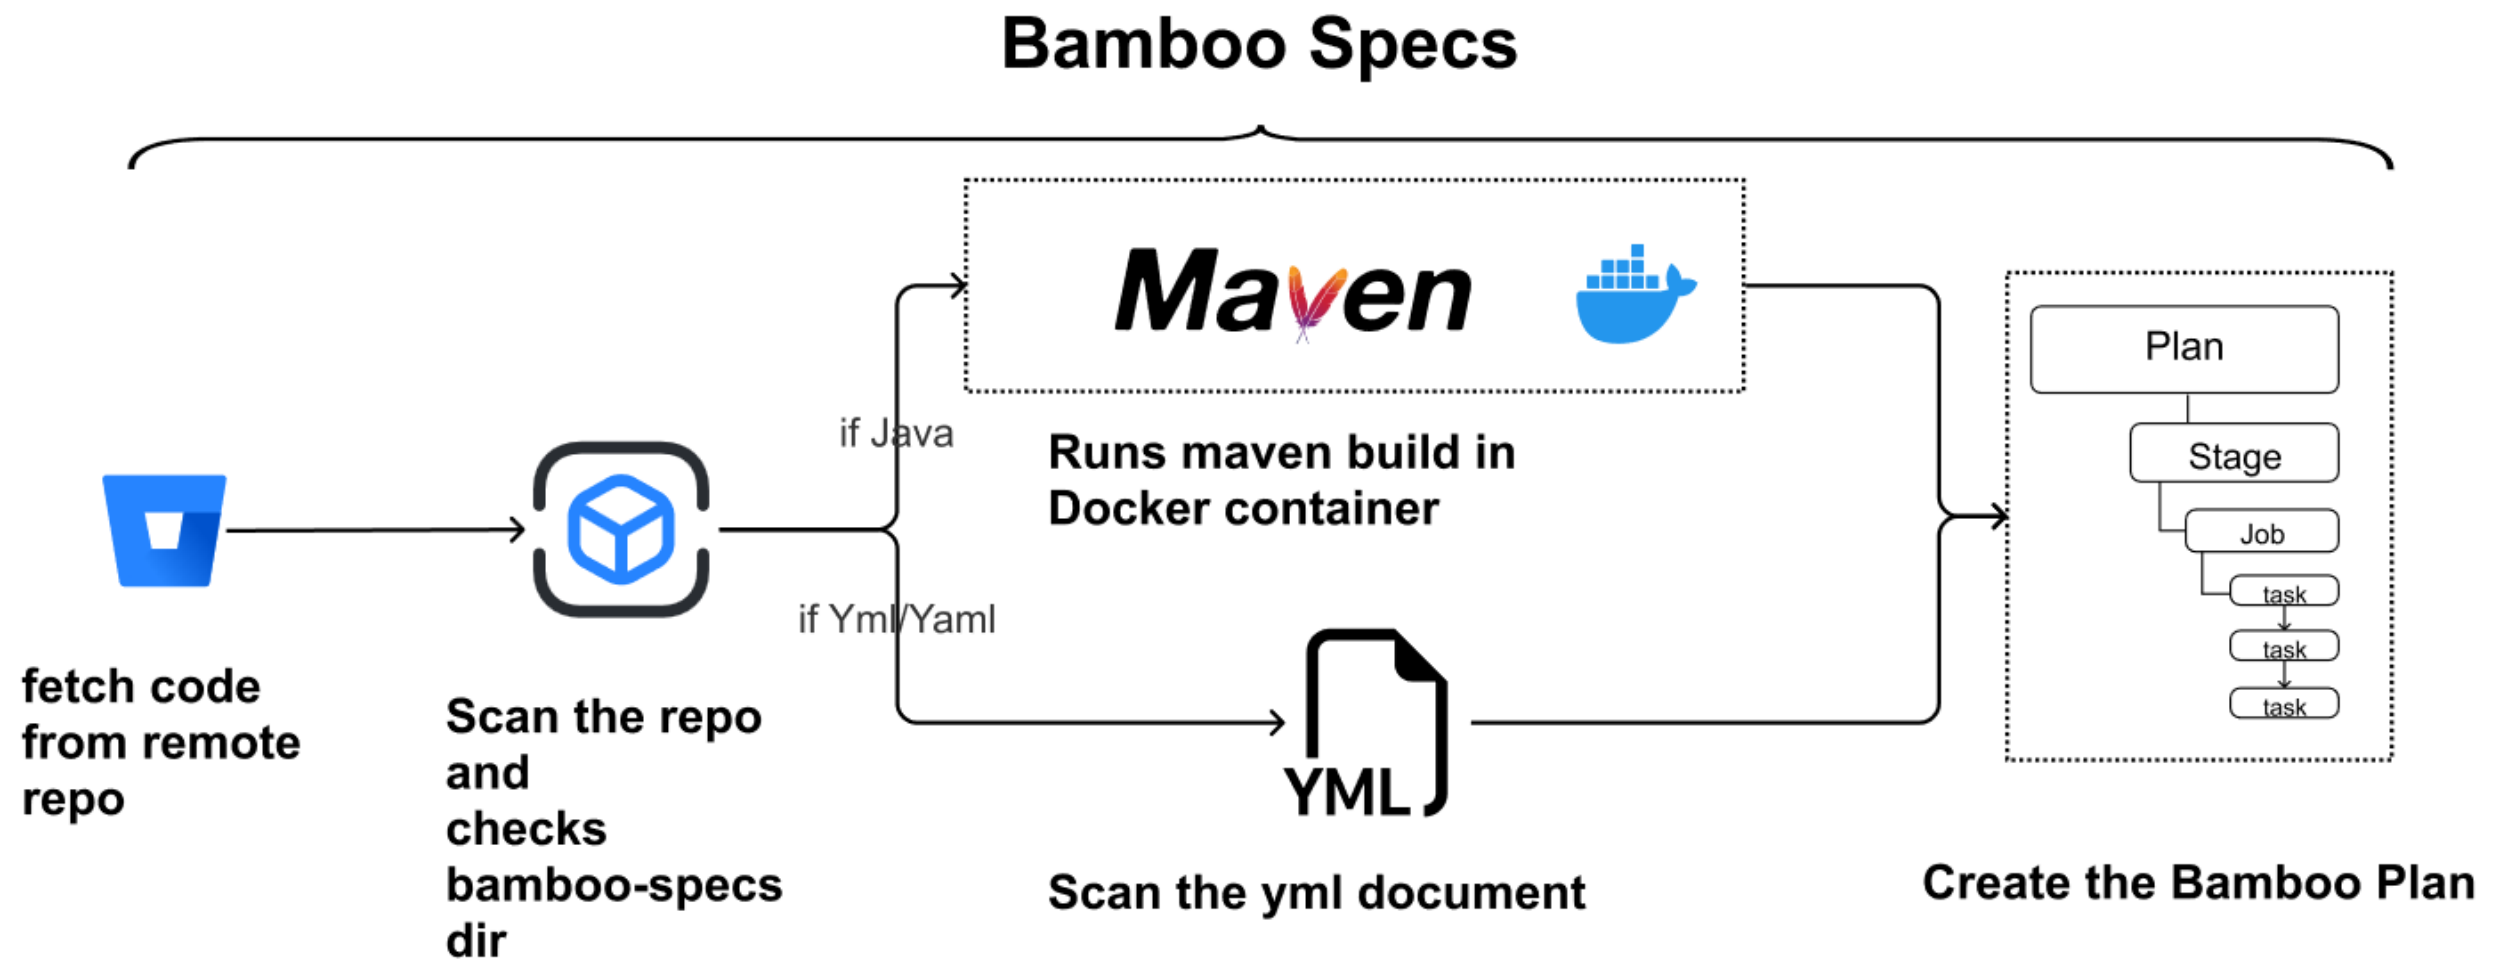 Bamboo Specs
Maven
if Java
Runs maven build in
Docker container
if Yml/Yaml
fetch code
from remote
repo
Scan the repo
and
checks
bamboo-specs
dir
YML
Scan the yml document
Plan
Stage
Job
task
task
task
Create the Bamboo Plan